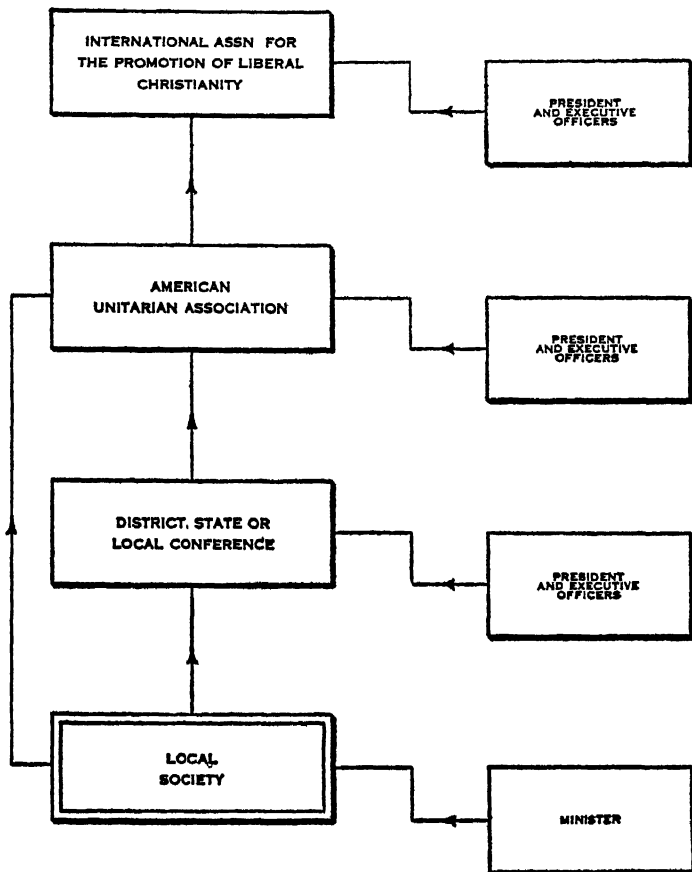 INTERNATIONAL ASSN FOR
THE PROMOTION OF LIBERAL
CHRISTIANITY
PRESIDENT
AND EXECUTIVE
OFFICERS
AMERICAN
UNITARIAN ASSOCIATION
PRESIDENT
AND EXECUTIVE
OFFICERS
DISTRICT, STATE OR
LOCAL CONFERENCE
PRESIDENT
AND EXECUTIVE
OFFICERS
LOCAL
SOCIETY
MINISTER